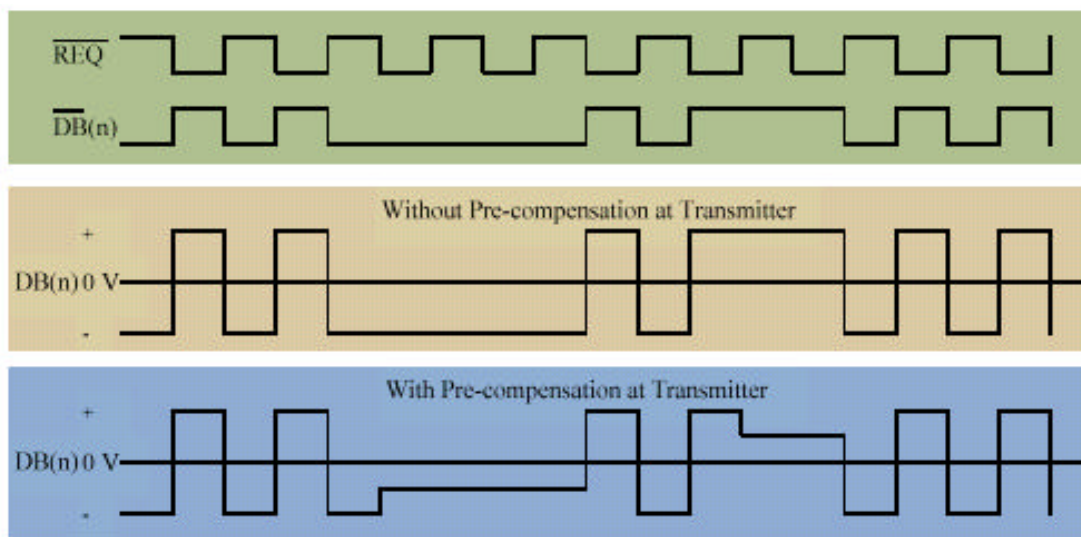 REQ
DB(n)
Without Pre-compensation at Transmitter
+
DB(n) 0 V
-
With Pre-compensation at Transmitter
+
DB(n) 0 V
-